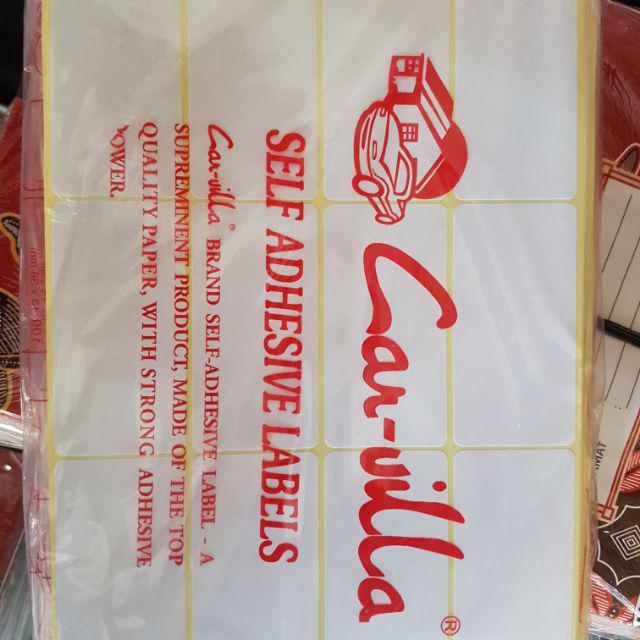 Car-villa®
SELF ADHESIVE LABELS
Car-villa® BRAND SELF-ADHESIVE LABEL - A
SUPREMINENT PRODUCT, MADE OF THE TOP
QUALITY PAPER, WITH STRONG ADHESIVE
POWER.